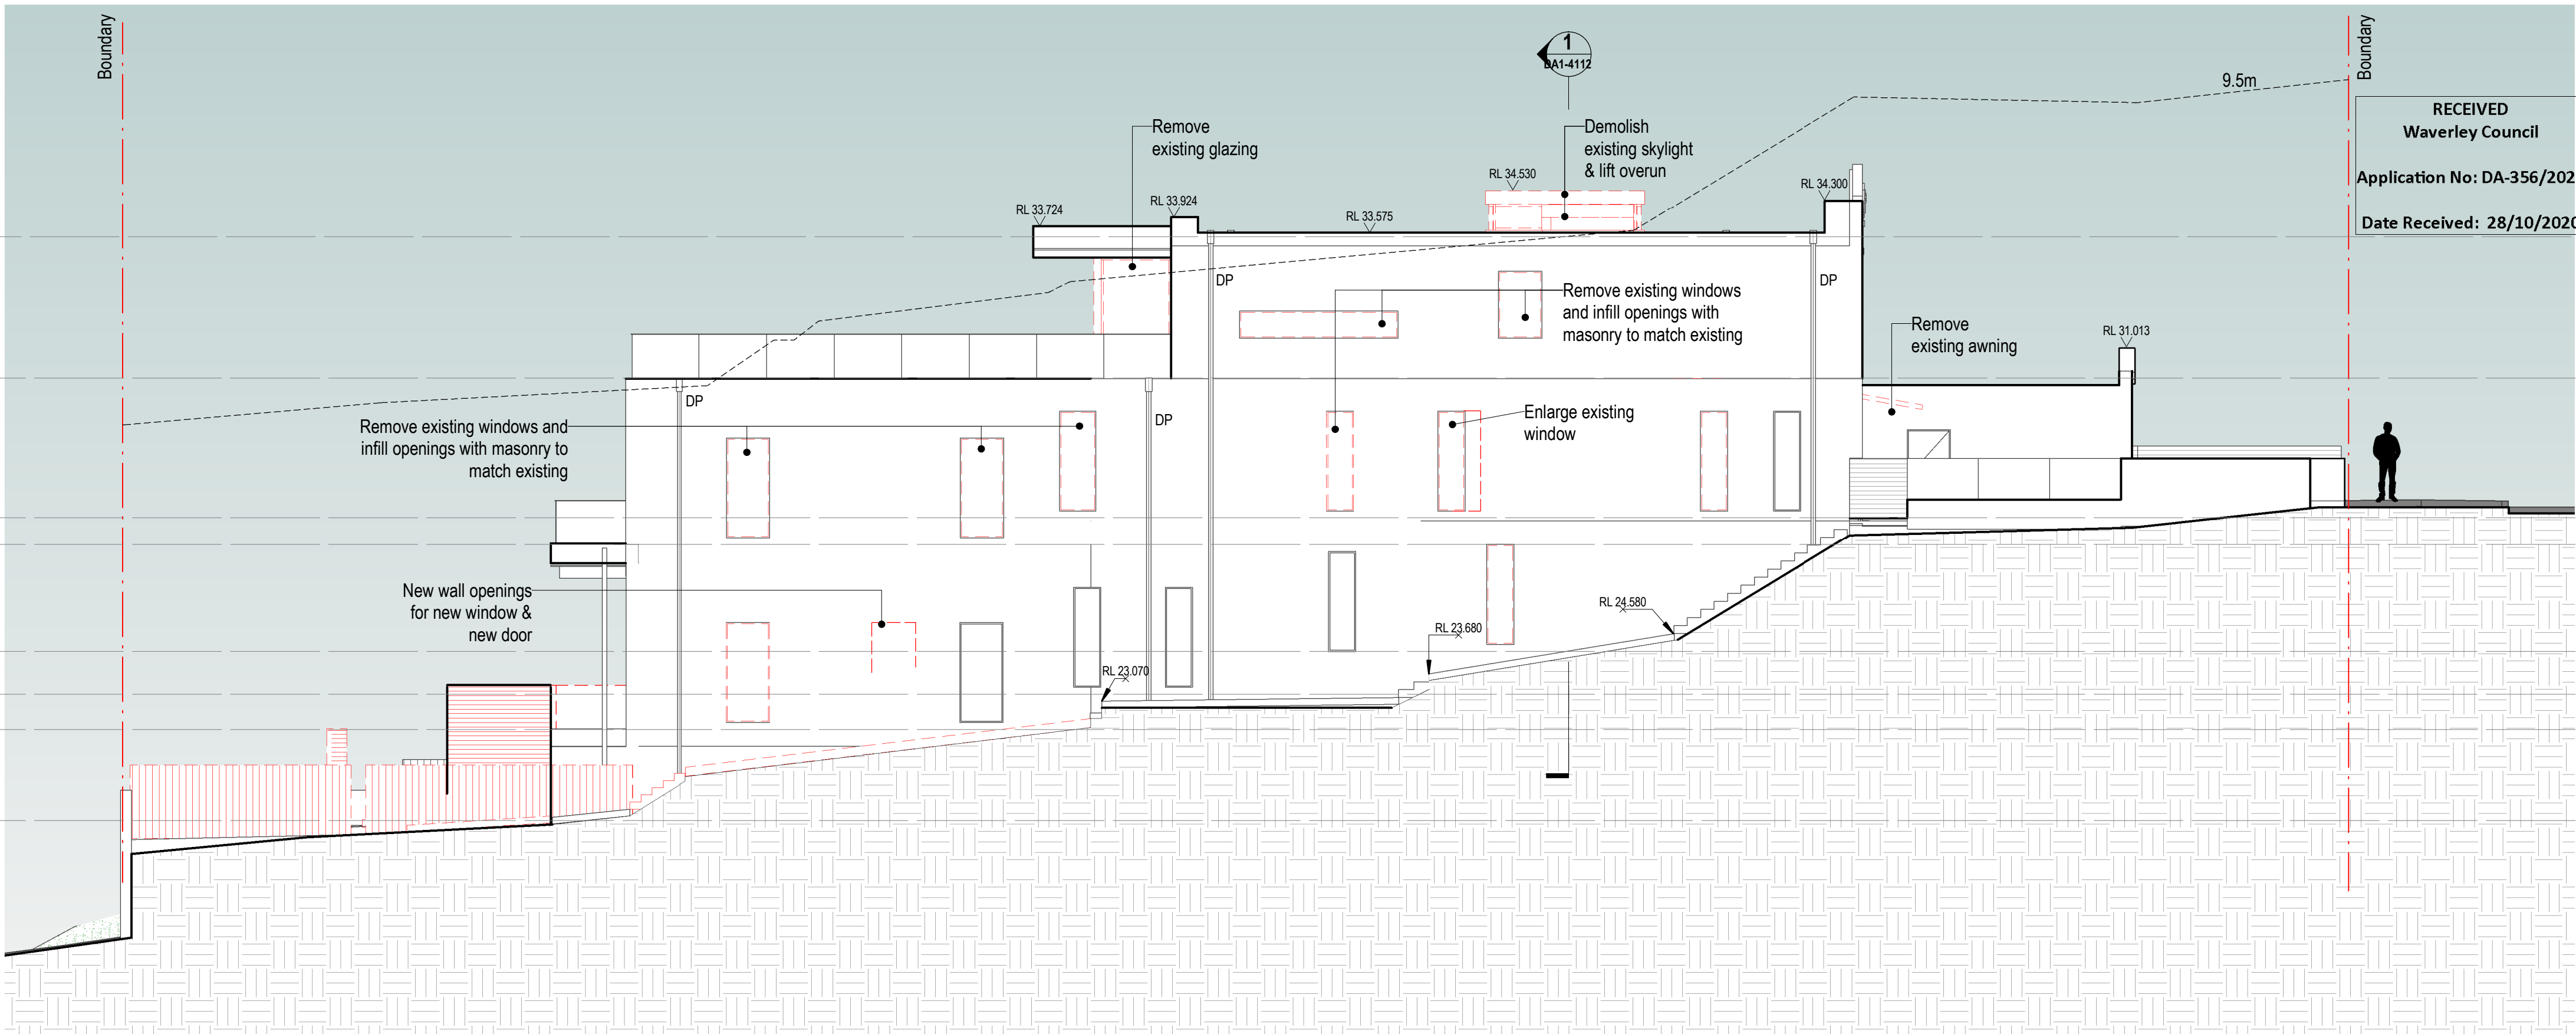 Boundary
1
DA1-4112
9.5m
Boundary
RECEIVED
Waverley Council
Application No: DA-356/202
Date Received: 28/10/2020
Remove
existing glazing
Demolish
existing skylight
& lift overun
RL 34.530
RL 34.300
RL 33.724
RL 33.924
RL 33.575
DP
DP
Remove existing windows
and infill openings with
masonry to match existing
Remove
existing awning
RL 31.013
DP
DP
Remove existing windows and
infill openings with masonry to
match existing
Enlarge existing
window
New wall openings
for new window &
new door
RL 24.580
RL 23.680
RL 23.070